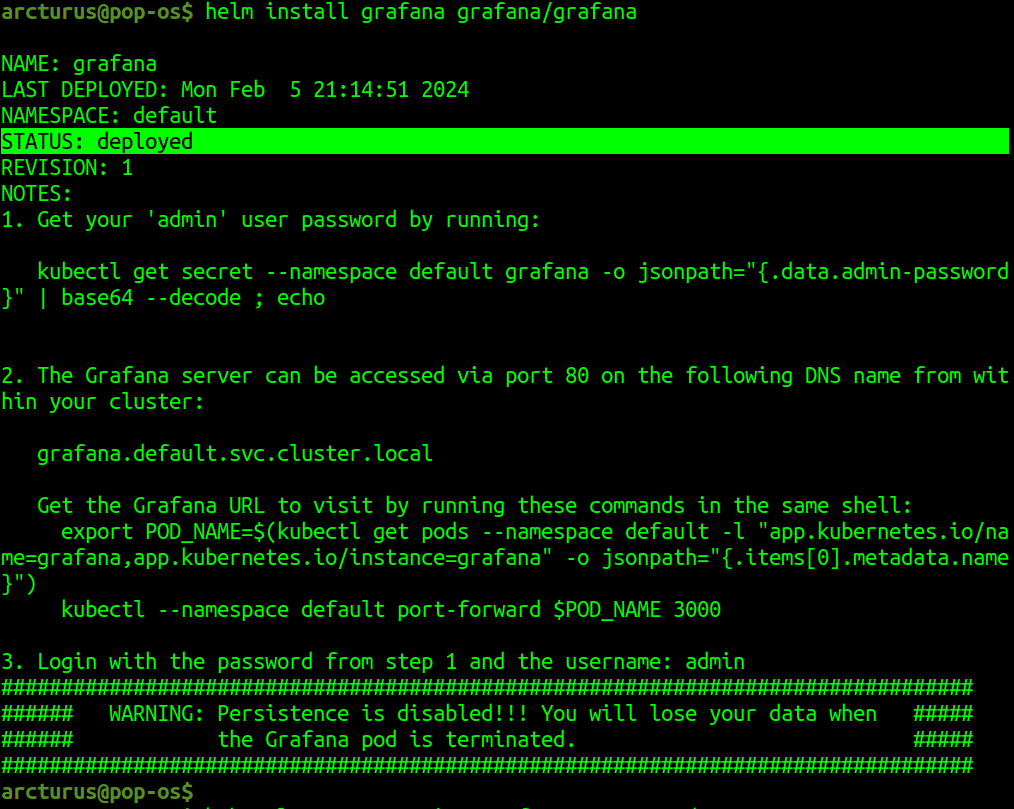 arcturus@pop-os$ helm install grafana grafana/grafana
NAME: grafana
LAST DEPLOYED: Mon Feb  5 21:14:51 2024
NAMESPACE: default
STATUS: deployed
REVISION: 1
NOTES:
1. Get your 'admin' user password by running:
   kubectl get secret --namespace default grafana -o jsonpath="{.data.admin-password
}" | base64 --decode ; echo
2. The Grafana server can be accessed via port 80 on the following DNS name from wit
hin your cluster:
   grafana.default.svc.cluster.local
   Get the Grafana URL to visit by running these commands in the same shell:
     export POD_NAME=$(kubectl get pods --namespace default -l "app.kubernetes.io/na
me=grafana,app.kubernetes.io/instance=grafana" -o jsonpath="{.items[0].metadata.name
}")
     kubectl --namespace default port-forward $POD_NAME 3000
3. Login with the password from step 1 and the username: admin
#################################################################################
######   WARNING: Persistence is disabled!!! You will lose your data when   #####
######            the Grafana pod is terminated.                            #####
#################################################################################
arcturus@pop-os$